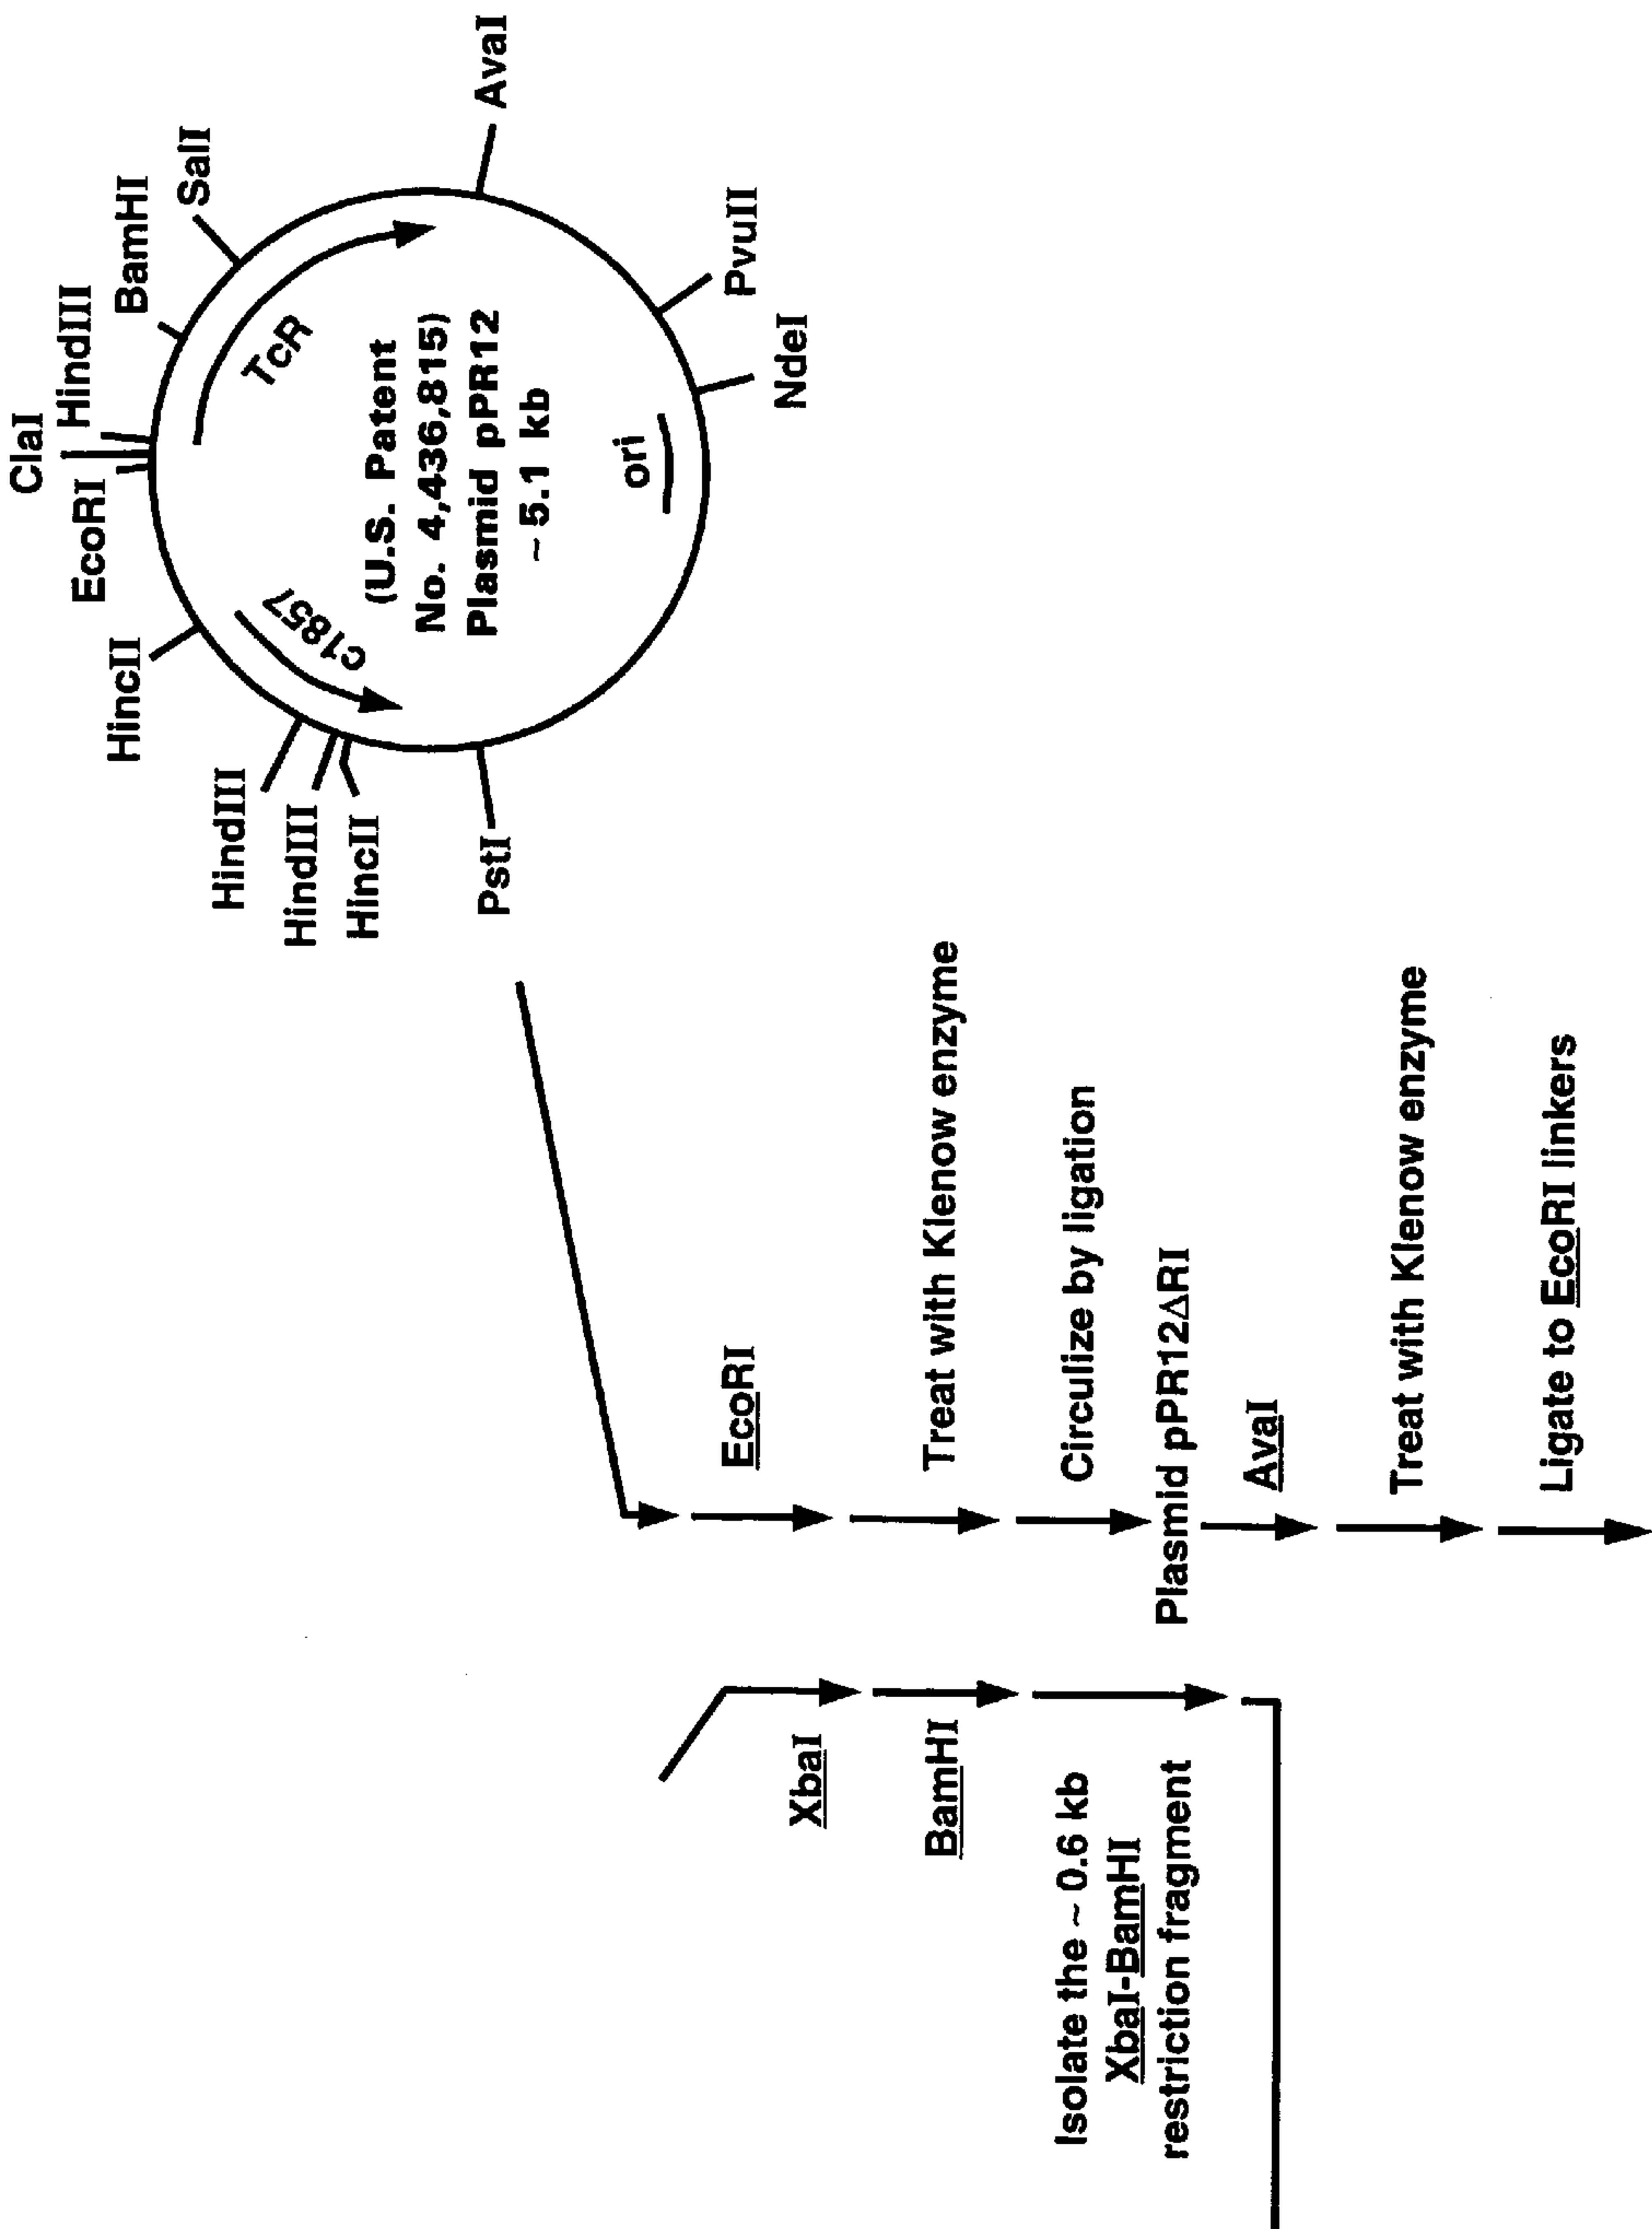 ClaI
EcoRI
HindIII
BamHI
SalI
AvaI
PvuII
NdeI
HincII
HindIII
HindIII
HincII
PstI
TcR
c1857
(U.S. Patent
No. 4,436,815)
Plasmid pPR12
~ 5.1 kb
ori
EcoRI
Treat with Klenow enzyme
Circulize by ligation
Plasmid pPR12ΔRI
AvaI
Treat with Klenow enzyme
Ligate to EcoRI linkers
XbaI
BamHI
Isolate the ~ 0.6 kb
XbaI-BamHI
restriction fragment